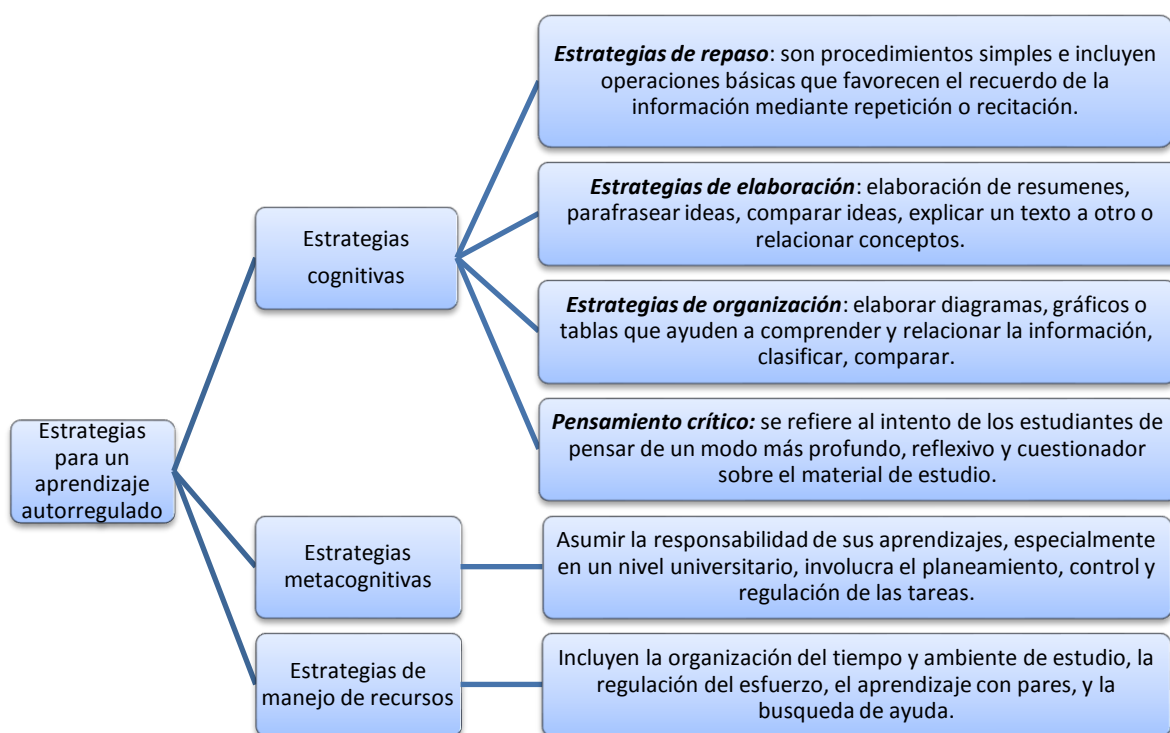 Estrategias
para un
aprendizaje
autorregulado
Estrategias
cognitivas
Estrategias de repaso: son procedimientos simples e incluyen
operaciones básicas que favorecen el recuerdo de la
información mediante repetición o recitación.
Estrategias de elaboración: elaboración de resumenes,
parafrasear ideas, comparar ideas, explicar un texto a otro o
relacionar conceptos.
Estrategias de organización: elaborar diagramas, gráficos o
tablas que ayuden a comprender y relacionar la información,
clasificar, comparar.
Pensamiento crítico: se refiere al intento de los estudiantes de
pensar de un modo más profundo, reflexivo y cuestionador
sobre el material de estudio.
Estrategias
metacognitivas
Asumir la responsabilidad de sus aprendizajes, especialmente
en un nivel universitario, involucra el planeamiento, control y
regulación de las tareas.
Estrategias de
manejo de recursos
Incluyen la organización del tiempo y ambiente de estudio, la
regulación del esfuerzo, el aprendizaje con pares, y la
busqueda de ayuda.